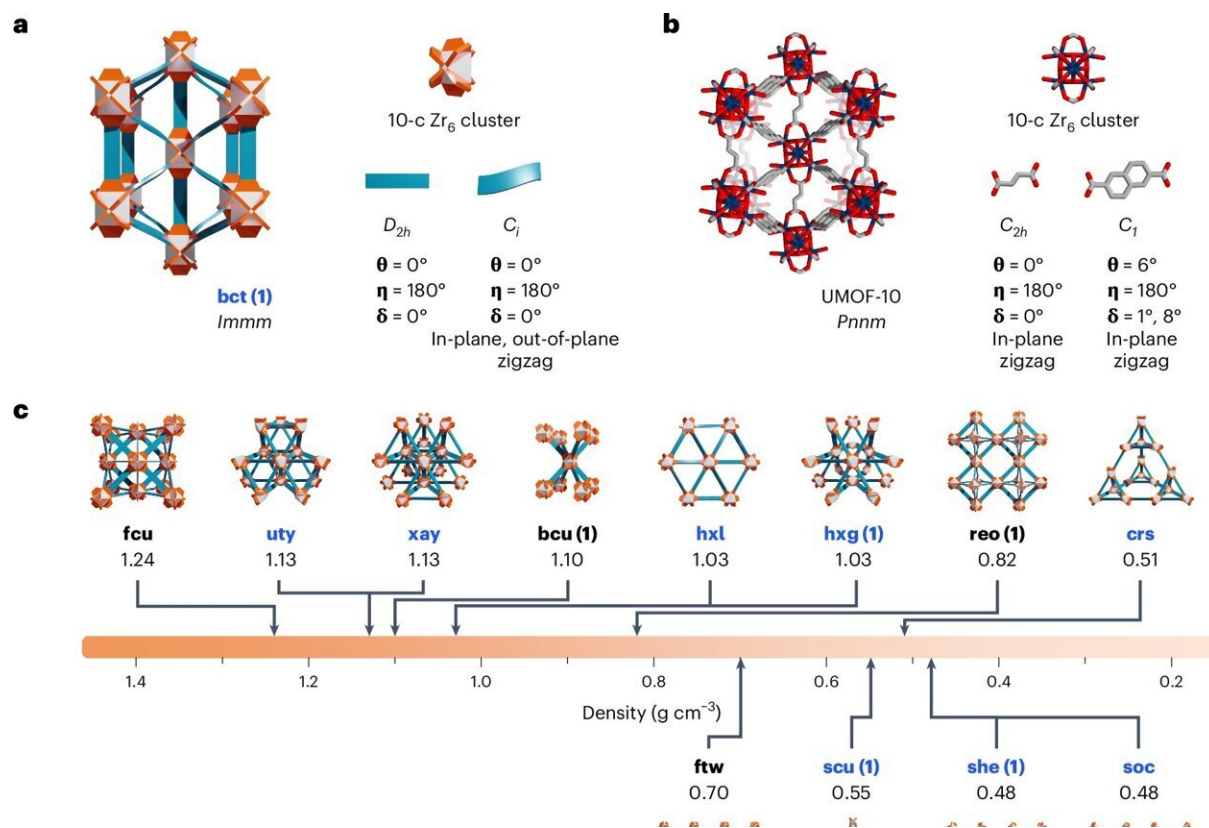 a
10-c Zr₆ cluster
D₂ₕ
Cᵢ
θ = 0°
θ = 0°
η = 180°
η = 180°
δ = 0°
δ = 0°
In-plane, out-of-plane
zigzag
bct (1)
Immm
b
10-c Zr₆ cluster
C₂ₕ
C₁
θ = 0°
θ = 6°
η = 180°
η = 180°
δ = 0°
δ = 1°, 8°
In-plane
zigzag
In-plane
zigzag
UMOF-10
Pnnm
c
fcu
uty
xay
bcu (1)
hxl
hxg (1)
reo (1)
crs
1.24
1.13
1.13
1.10
1.03
1.03
0.82
0.51
1.4
1.2
1.0
0.8
0.6
0.4
0.2
Density (g cm⁻³)
ftw
scu (1)
she (1)
soc
0.70
0.55
0.48
0.48